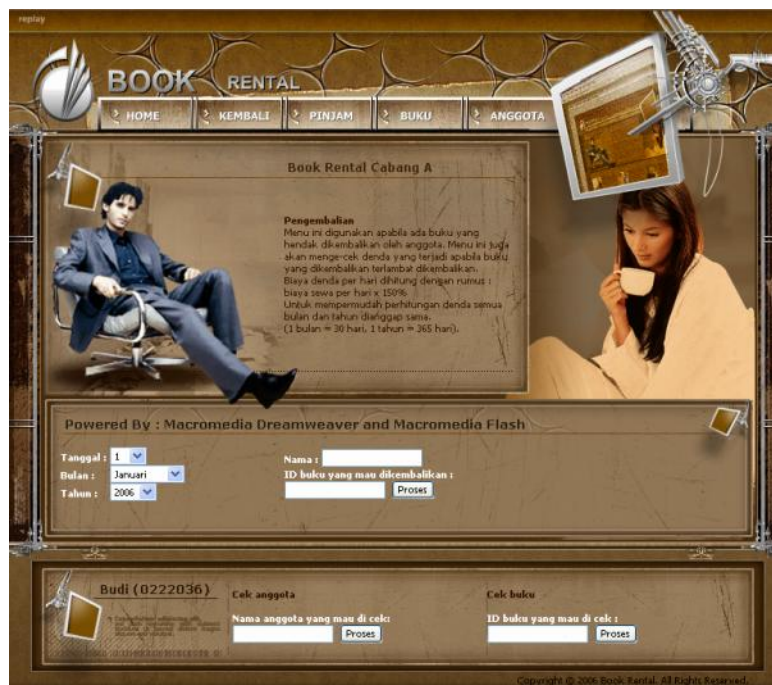 replay
BOOK RENTAL
HOME KEMBALI PINJAM BUKU ANGGOTA
Book Rental Cabang A
Pengembalian
Menu ini digunakan apabila ada buku yang
hendak dikembalikan oleh anggota. Menu ini juga
akan menge-cek denda yang terjadi apabila buku
yang dikembalikan terlambat dikembalikan.
Biaya denda per hari dihitung dengan rumus :
biaya sewa per hari x 150%
Untuk mempermudah perhitungan denda semua
bulan dan tahun dianggap sama.
(1 bulan = 30 hari, 1 tahun = 365 hari).
Powered By : Macromedia Dreamweaver and Macromedia Flash
Tanggal : 1
Bulan : Januari
Tahun : 2006
Nama :
ID buku yang mau dikembalikan :
Proses
Budi (0222036)
Cek anggota
Nama anggota yang mau di cek:
Proses
Cek buku
ID buku yang mau di cek :
Proses
Copyright © 2006 Book Rental. All Rights Reserved.